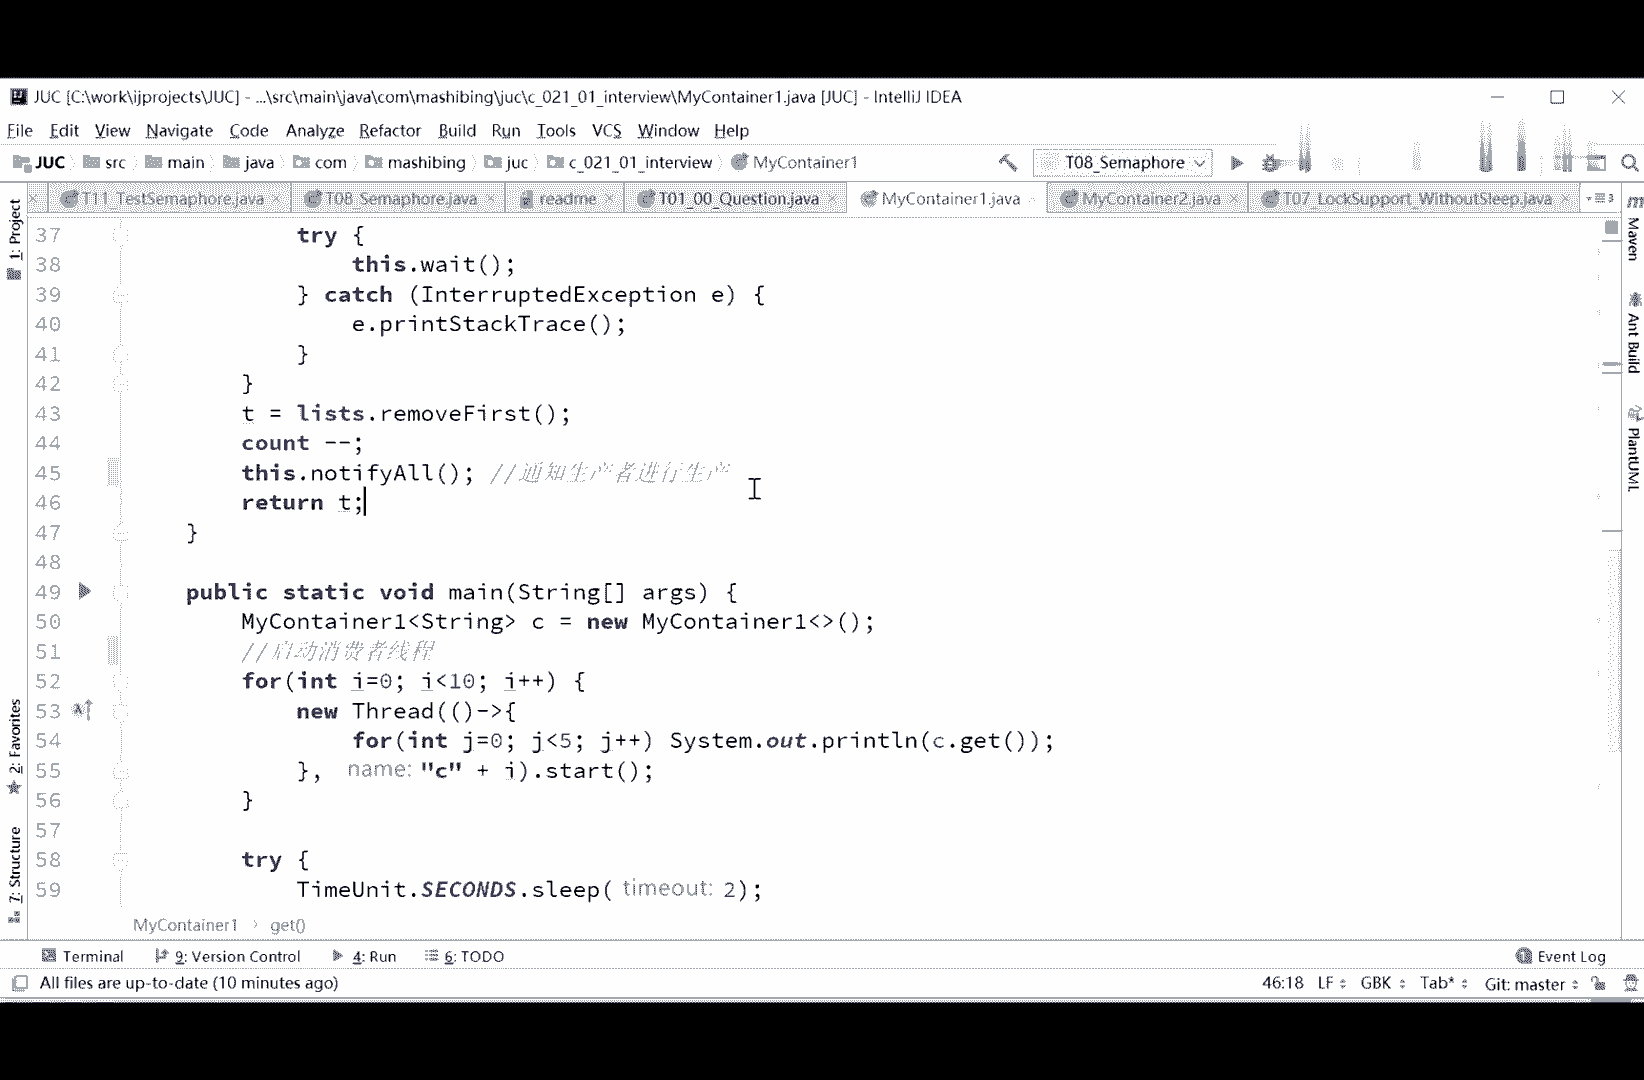 JUC [C:\work\ijprojects\JUC] - ...\src\main\java\com\mashibing\juc\c_021_01_interview\MyContainer1.java [JUC] - IntelliJ IDEA
File Edit View Navigate Code Analyze Refactor Build Run Tools VCS Window Help
JUC src main java com mashibing juc c_021_01_interview MyContainer1 T08_Semaphore
T11_TestSemaphore.java T08_Semaphore.java readme T01_00_Question.java MyContainer1.java MyContainer2.java T07_LockSupport_WithoutSleep.java
1: Project
2: Favorites
7: Structure
37 try {
38 this.wait();
39 } catch (InterruptedException e) {
40 e.printStackTrace();
41 }
42 }
43 t = lists.removeFirst();
44 count --;
45 this.notifyAll(); //通知生产者进行生产
46 return t;
47 }
48
49 public static void main(String[] args) {
50 MyContainer1<String> c = new MyContainer1<>();
51 //启动消费者线程
52 for(int i=0; i<10; i++) {
53 new Thread(()->{
54 for(int j=0; j<5; j++) System.out.println(c.get());
55 }, name: "c" + i).start();
56 }
57
58 try {
59 TimeUnit.SECONDS.sleep( timeout: 2);
Maven
Ant Build
PlantUML
MyContainer1 › get()
Terminal 9: Version Control 4: Run 6: TODO Event Log
All files are up-to-date (10 minutes ago) 46:18 LF GBK Tab* Git: master